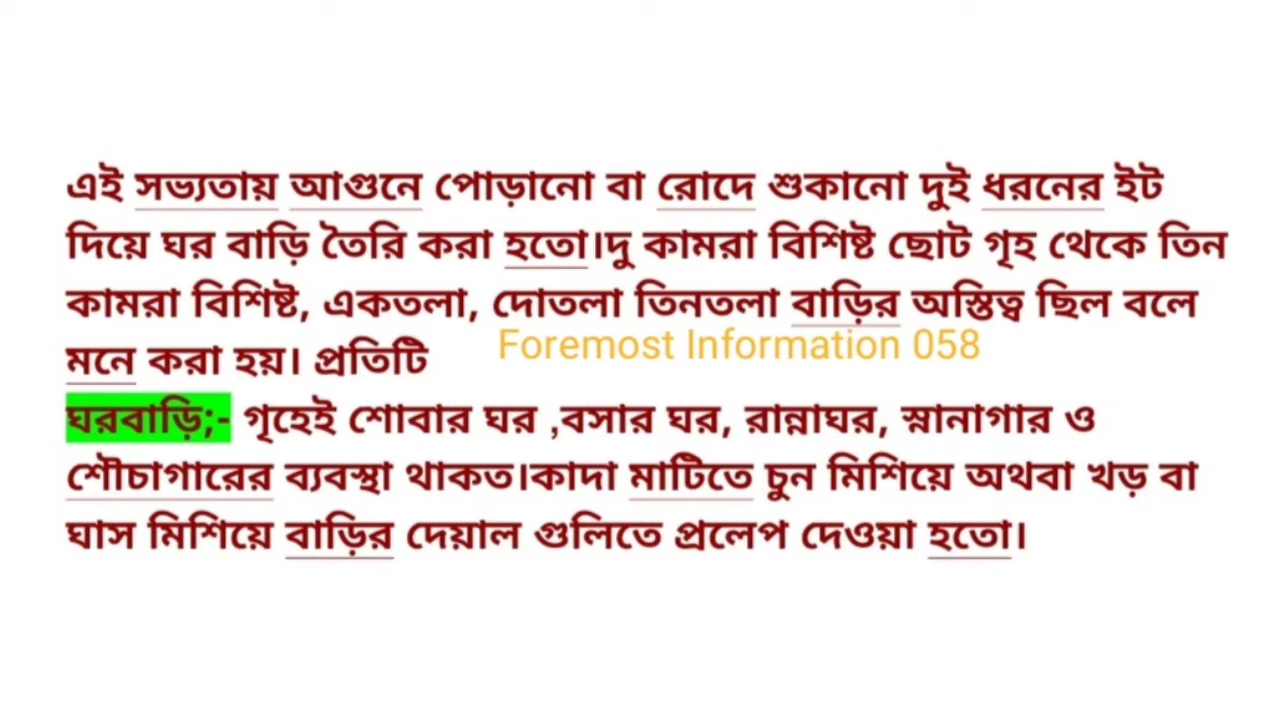 এই সভ্যতায় আগুনে পোড়ানো বা রোদে শুকানো দুই ধরনের ইট
দিয়ে ঘর বাড়ি তৈরি করা হতো।দু কামরা বিশিষ্ট ছোট গৃহ থেকে তিন
কামরা বিশিষ্ট, একতলা, দোতলা তিনতলা বাড়ির অস্তিত্ব ছিল বলে
মনে করা হয়। প্রতিটি
Foremost Information 058
ঘরবাড়ি;- গৃহেই শোবার ঘর ,বসার ঘর, রান্নাঘর, স্নানাগার ও
শৌচাগারের ব্যবস্থা থাকত।কাদা মাটিতে চুন মিশিয়ে অথবা খড় বা
ঘাস মিশিয়ে বাড়ির দেয়াল গুলিতে প্রলেপ দেওয়া হতো।